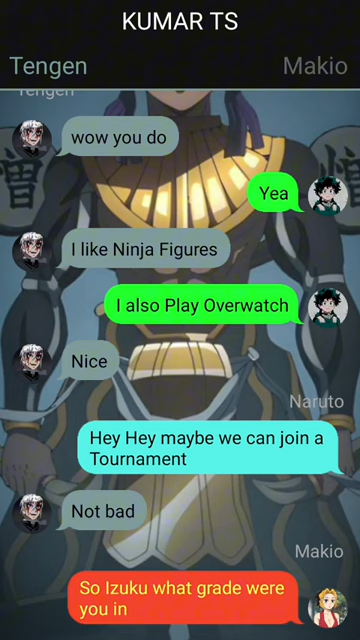 KUMAR TS
Tengen
Makio
Tengen
wow you do
Yea
I like Ninja Figures
I also Play Overwatch
Nice
Naruto
Hey Hey maybe we can join a
Tournament
Not bad
Makio
So Izuku what grade were
you in
憎